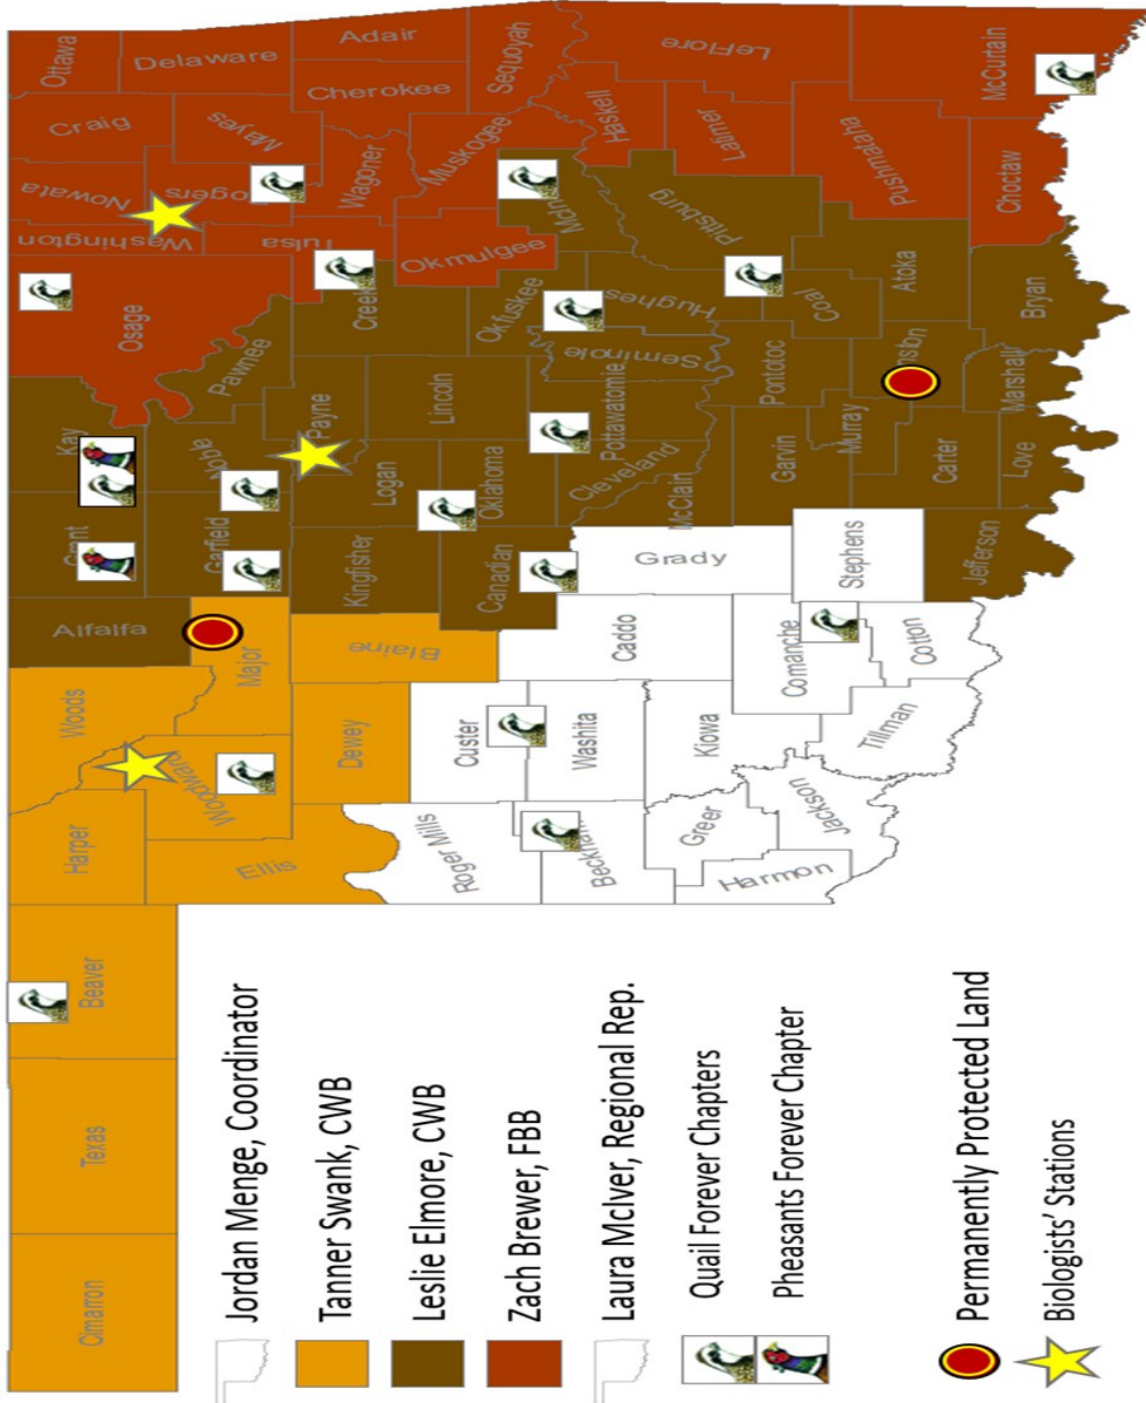 Cimarron
Texas
Beaver
Harper
Woods
Alfalfa
Kay
Osage
Washington
Nowata
Craig
Ottawa
Ellis
Woodward
Major
Garfield
Pawnee
Mayes
Delaware
Dewey
Blaine
Kingfisher
Logan
Payne
Creek
Tulsa
Wagoner
Cherokee
Adair
Roger Mills
Custer
Canadian
Oklahoma
Lincoln
Okfuskee
Okmulgee
Muskogee
Sequoyah
Washita
Caddo
Grady
McClain
Cleveland
Pottawatomie
Seminole
Hughes
Pittsburg
Haskell
LeFlore
Harmon
Greer
Kiowa
Comanche
Stephens
Garvin
Pontotoc
Coal
Latimer
Jackson
Tillman
Cotton
Jefferson
Carter
Murray
Atoka
Pushmataha
McCurtain
Love
Marshall
Bryan
Choctaw
Jordan Menge, Coordinator
Tanner Swank, CWB
Leslie Elmore, CWB
Zach Brewer, FBB
Laura McIver, Regional Rep.
Quail Forever Chapters
Pheasants Forever Chapter
Permanently Protected Land
Biologists' Stations